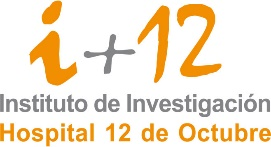 i+12
Instituto de Investigación
Hospital 12 de Octubre